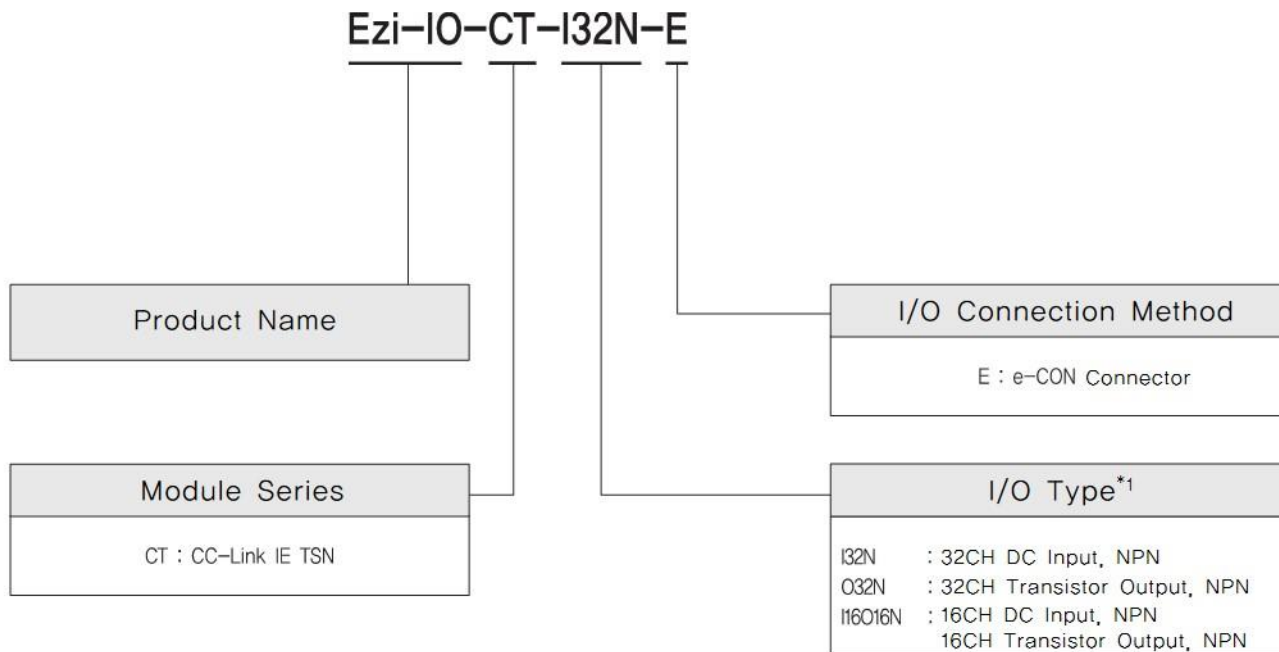 Ezi-IO-CT-I32N-E
Product Name
I/O Connection Method
E : e-CON Connector
Module Series
CT : CC-Link IE TSN
I/O Type*1
I32N : 32CH DC Input, NPN
O32N : 32CH Transistor Output, NPN
I16O16N : 16CH DC Input, NPN
16CH Transistor Output, NPN